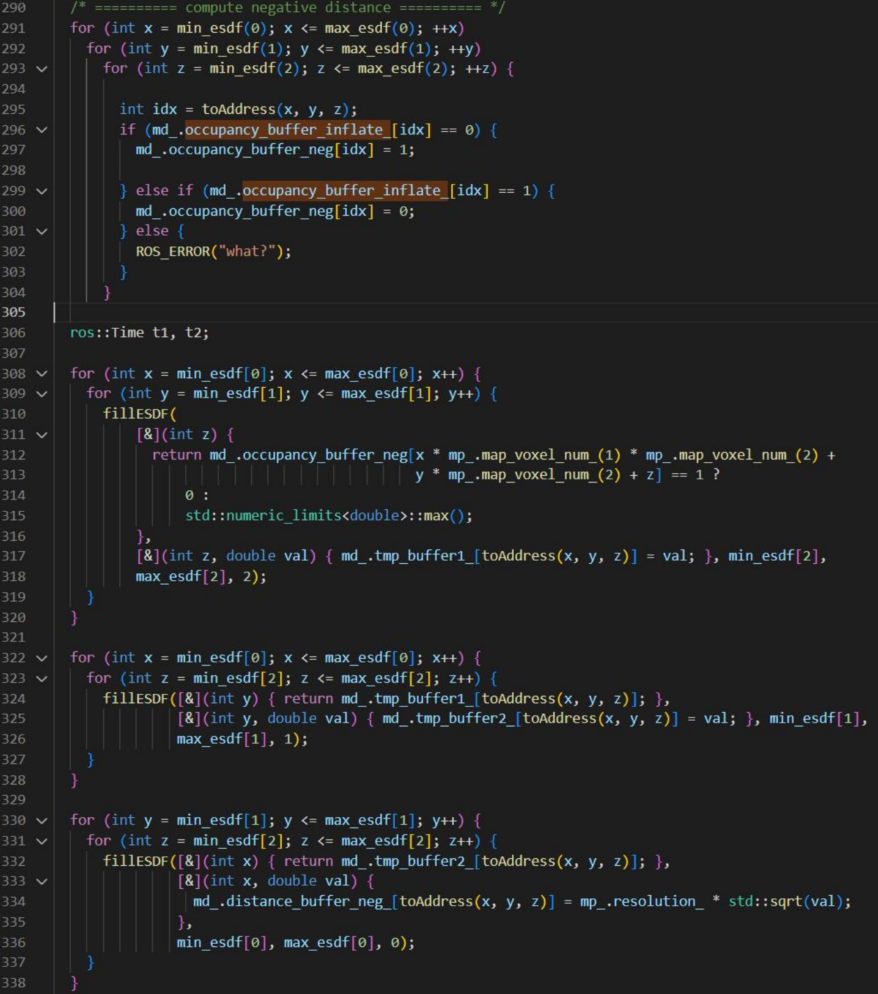 290 /* ========== compute negative distance ========== */
291 for (int x = min_esdf(0); x <= max_esdf(0); ++x)
292 for (int y = min_esdf(1); y <= max_esdf(1); ++y)
293 for (int z = min_esdf(2); z <= max_esdf(2); ++z) {
294
295 int idx = toAddress(x, y, z);
296 if (md_.occupancy_buffer_inflate_[idx] == 0) {
297 md_.occupancy_buffer_neg[idx] = 1;
298
299 } else if (md_.occupancy_buffer_inflate_[idx] == 1) {
300 md_.occupancy_buffer_neg[idx] = 0;
301 } else {
302 ROS_ERROR("what?");
303 }
304 }
305
306 ros::Time t1, t2;
307
308 for (int x = min_esdf[0]; x <= max_esdf[0]; x++) {
309 for (int y = min_esdf[1]; y <= max_esdf[1]; y++) {
310 fillESDF(
311 [&](int z) {
312 return md_.occupancy_buffer_neg[x * mp_.map_voxel_num_(1) * mp_.map_voxel_num_(2) +
313 y * mp_.map_voxel_num_(2) + z] == 1 ?
314 0 :
315 std::numeric_limits<double>::max();
316 },
317 [&](int z, double val) { md_.tmp_buffer1_[toAddress(x, y, z)] = val; }, min_esdf[2],
318 max_esdf[2], 2);
319 }
320 }
321
322 for (int x = min_esdf[0]; x <= max_esdf[0]; x++) {
323 for (int z = min_esdf[2]; z <= max_esdf[2]; z++) {
324 fillESDF([&](int y) { return md_.tmp_buffer1_[toAddress(x, y, z)]; },
325 [&](int y, double val) { md_.tmp_buffer2_[toAddress(x, y, z)] = val; }, min_esdf[1],
326 max_esdf[1], 1);
327 }
328 }
329
330 for (int y = min_esdf[1]; y <= max_esdf[1]; y++) {
331 for (int z = min_esdf[2]; z <= max_esdf[2]; z++) {
332 fillESDF([&](int x) { return md_.tmp_buffer2_[toAddress(x, y, z)]; },
333 [&](int x, double val) {
334 md_.distance_buffer_neg_[toAddress(x, y, z)] = mp_.resolution_ * std::sqrt(val);
335 },
336 min_esdf[0], max_esdf[0], 0);
337 }
338 }